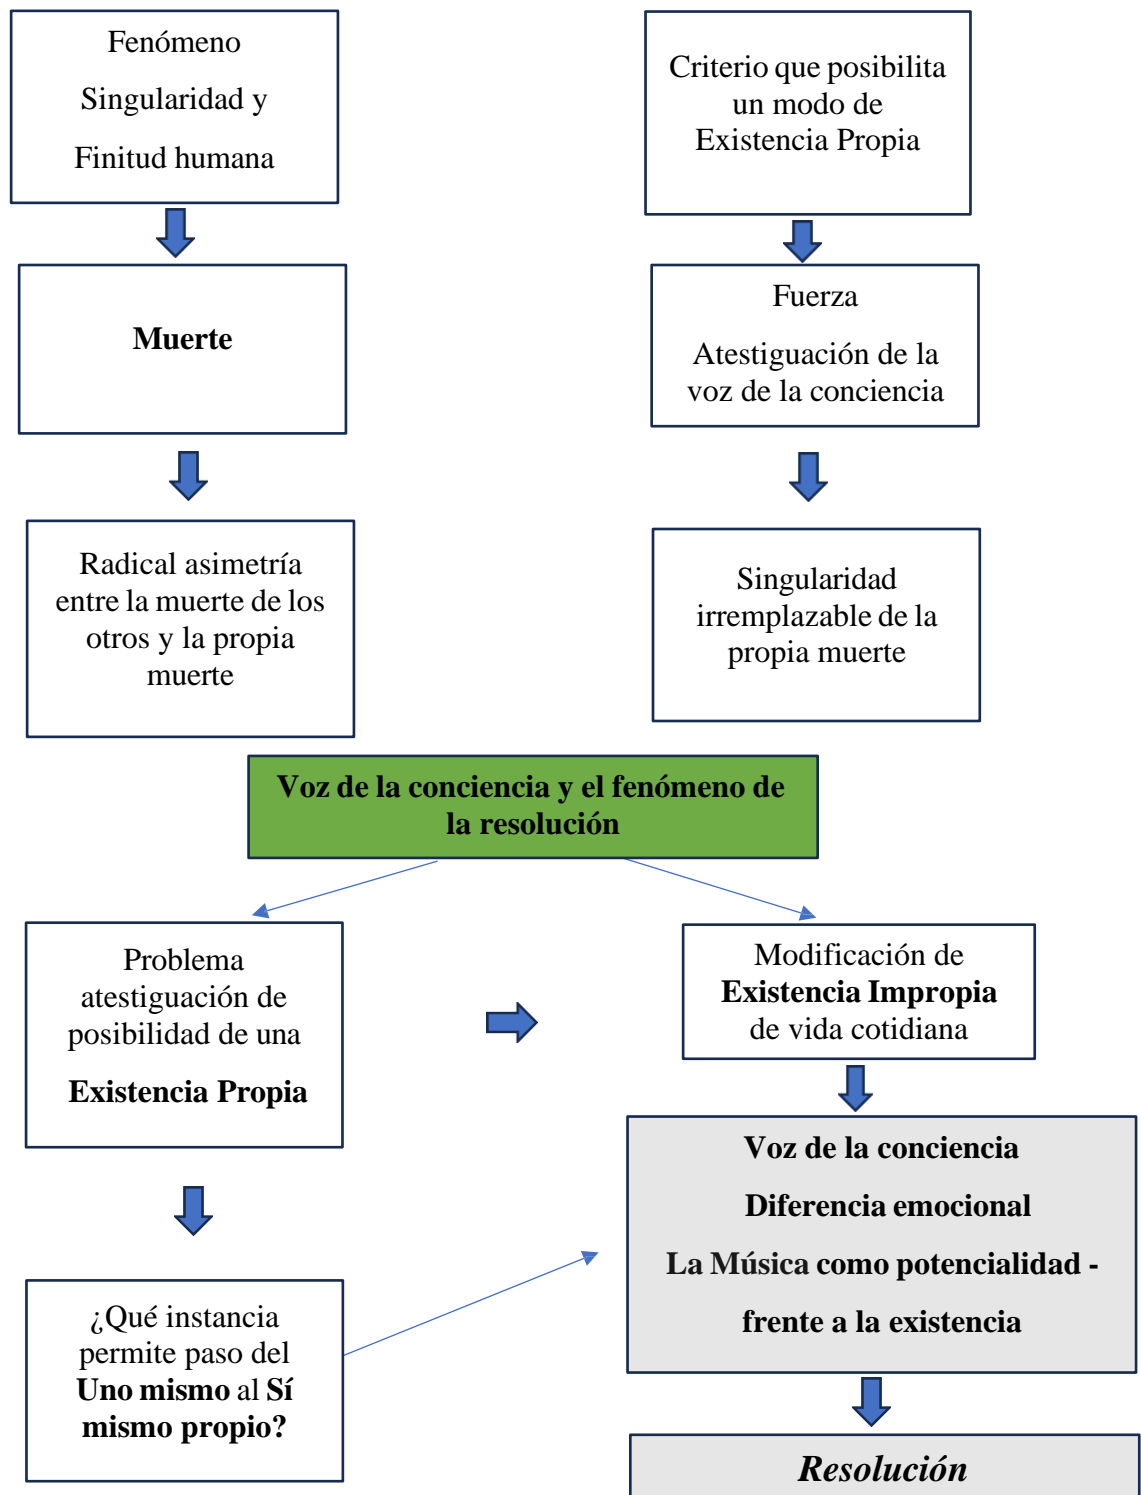 Fenómeno
Singularidad y
Finitud humana
Criterio que posibilita
un modo de
Existencia Propia
Muerte
Fuerza
Atestiguación de la
voz de la conciencia
Radical asimetría
entre la muerte de los
otros y la propia
muerte
Singularidad
irremplazable de la
propia muerte
Voz de la conciencia y el fenómeno de
la resolución
Problema
atestiguación de
posibilidad de una
Existencia Propia
Modificación de
Existencia Impropia
de vida cotidiana
Voz de la conciencia
Diferencia emocional
La Música como potencialidad -
frente a la existencia
¿Qué instancia
permite paso del
Uno mismo al Sí
mismo propio?
Resolución